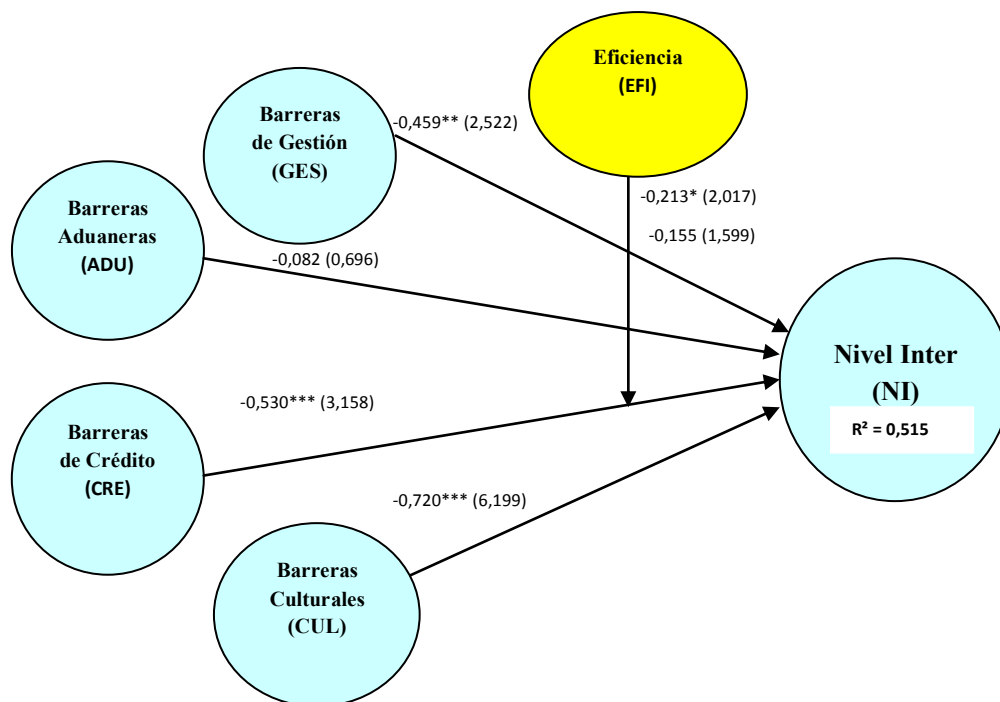 Eficiencia
(EFI)
Barreras
de Gestión
(GES)
-0,459** (2,522)
-0,213* (2,017)
-0,155 (1,599)
Barreras
Aduaneras
(ADU)
-0,082 (0,696)
Nivel Inter
(NI)
R² = 0,515
-0,530*** (3,158)
Barreras
de Crédito
(CRE)
-0,720*** (6,199)
Barreras
Culturales
(CUL)